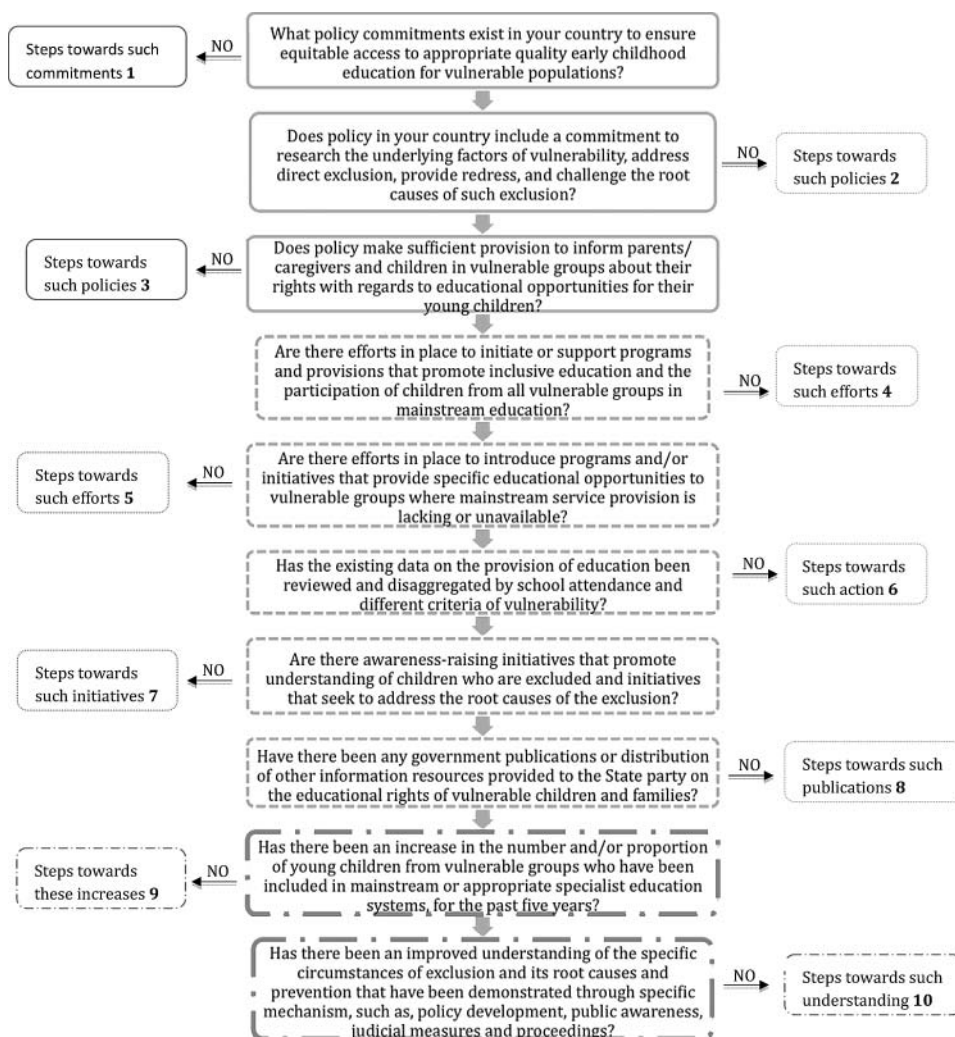 What policy commitments exist in your country to ensure
equitable access to appropriate quality early childhood
education for vulnerable populations?
NO
Steps towards such
commitments 1
Does policy in your country include a commitment to
research the underlying factors of vulnerability, address
direct exclusion, provide redress, and challenge the root
causes of such exclusion?
NO
Steps towards
such policies 2
Does policy make sufficient provision to inform parents/
caregivers and children in vulnerable groups about their
rights with regards to educational opportunities for their
young children?
NO
Steps towards
such policies 3
Are there efforts in place to initiate or support programs
and provisions that promote inclusive education and the
participation of children from all vulnerable groups in
mainstream education?
NO
Steps towards
such efforts 4
Are there efforts in place to introduce programs and/or
initiatives that provide specific educational opportunities to
vulnerable groups where mainstream service provision is
lacking or unavailable?
NO
Steps towards
such efforts 5
Has the existing data on the provision of education been
reviewed and disaggregated by school attendance and
different criteria of vulnerability?
NO
Steps towards
such action 6
Are there awareness-raising initiatives that promote
understanding of children who are excluded and initiatives
that seek to address the root causes of the exclusion?
NO
Steps towards
such initiatives 7
Have there been any government publications or distribution
of other information resources provided to the State party on
the educational rights of vulnerable children and families?
NO
Steps towards such
publications 8
Has there been an increase in the number and/or
proportion of young children from vulnerable groups who have been
included in mainstream or appropriate specialist education
systems, for the past five years?
NO
Steps towards
these increases 9
Has there been an improved understanding of the specific
circumstances of exclusion and its root causes and
prevention that have been demonstrated through specific
mechanism, such as, policy development, public awareness,
judicial measures and proceedings?
NO
Steps towards such
understanding 10